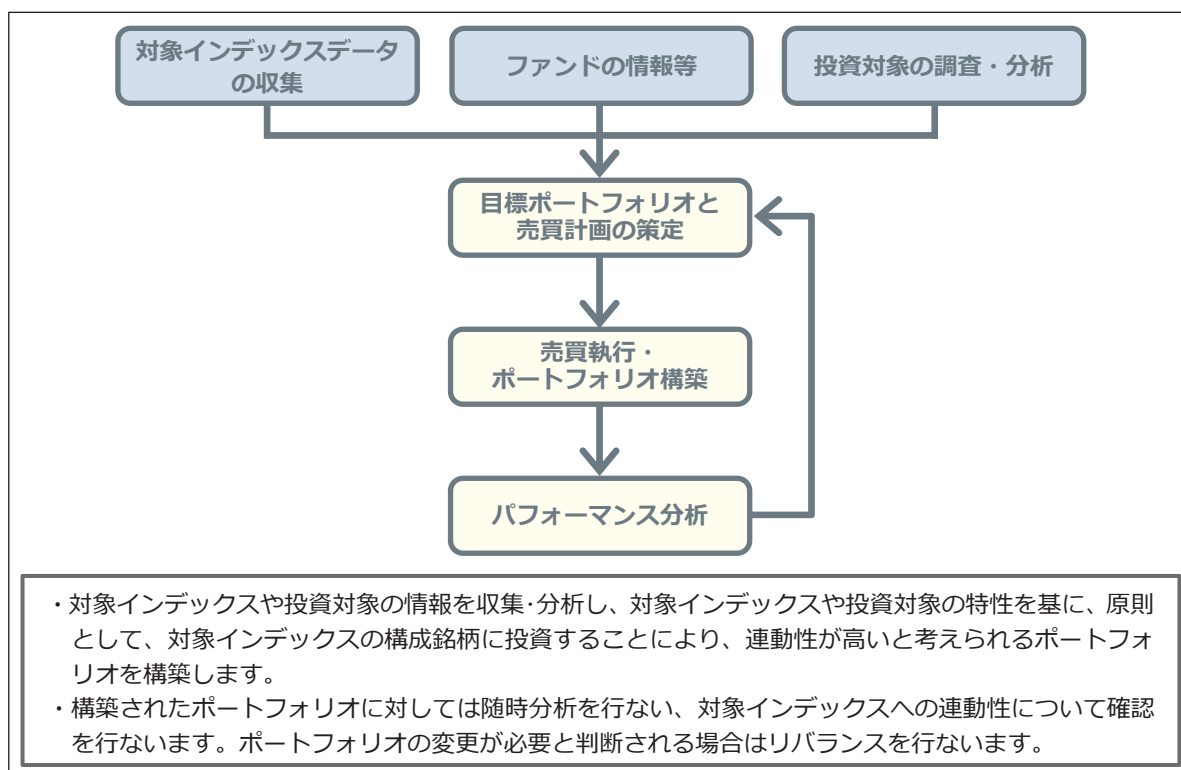 対象インデックスデータ
の収集
ファンドの情報等
投資対象の調査・分析
目標ポートフォリオと
売買計画の策定
売買執行・
ポートフォリオ構築
パフォーマンス分析
・対象インデックスや投資対象の情報を収集・分析し、対象インデックスや投資対象の特性を基に、原則
として、対象インデックスの構成銘柄に投資することにより、連動性が高いと考えられるポートフォ
リオを構築します。
・構築されたポートフォリオに対しては随時分析を行ない、対象インデックスへの連動性について確認
を行ないます。ポートフォリオの変更が必要と判断される場合はリバランスを行ないます。